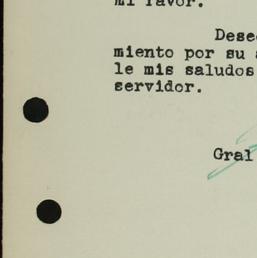 mi favor.
Dese
miento por su a
le mis saludos
servidor.
Gral